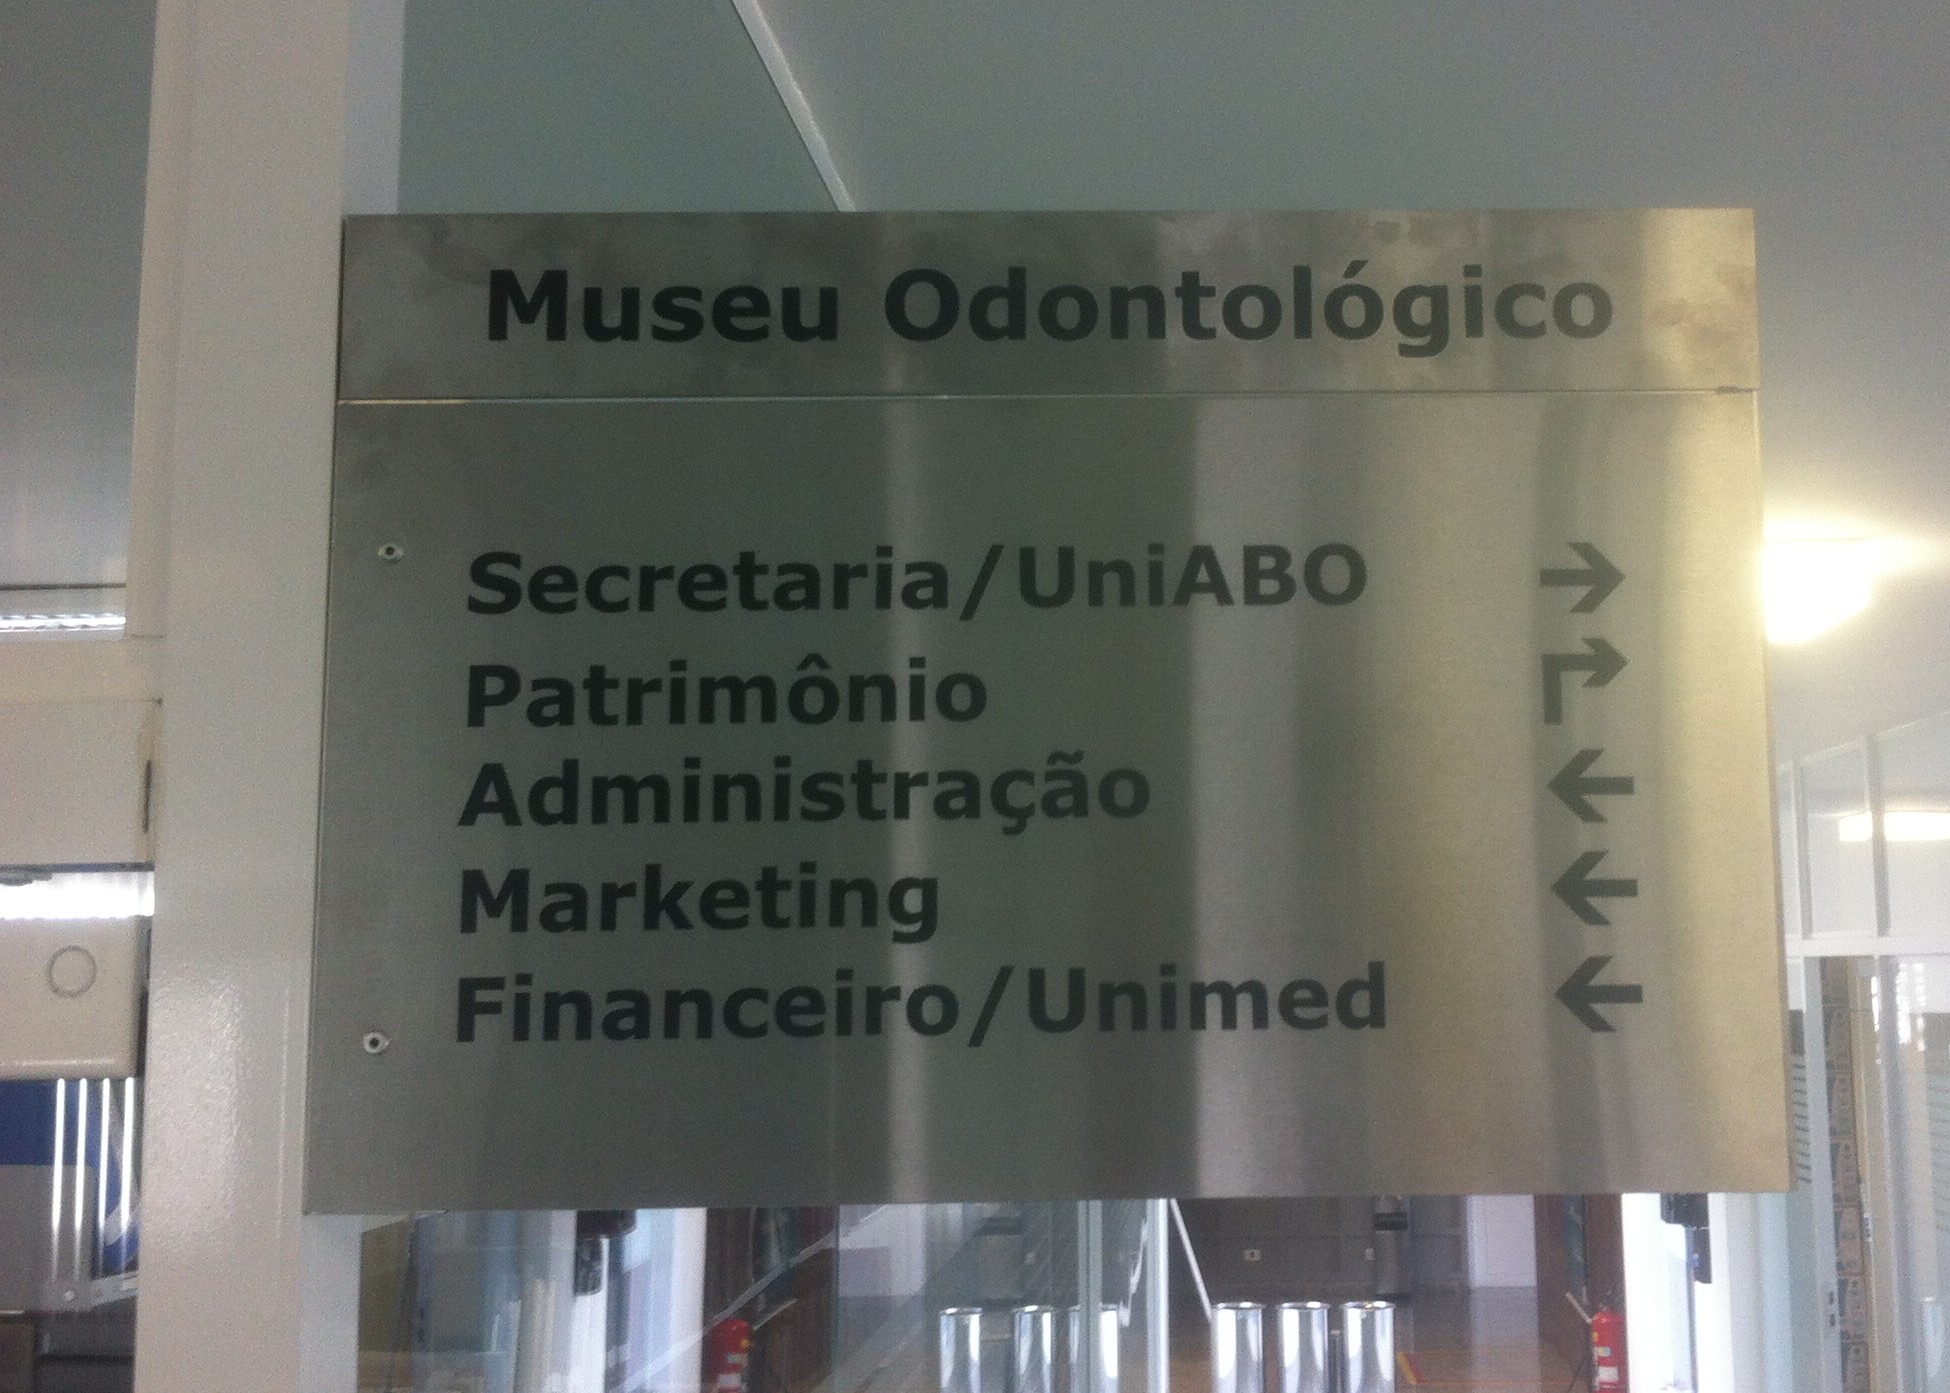 Museu Odontológico
Secretaria/UniABO →
Patrimônio ↱
Administração ←
Marketing ←
Financeiro/Unimed ←